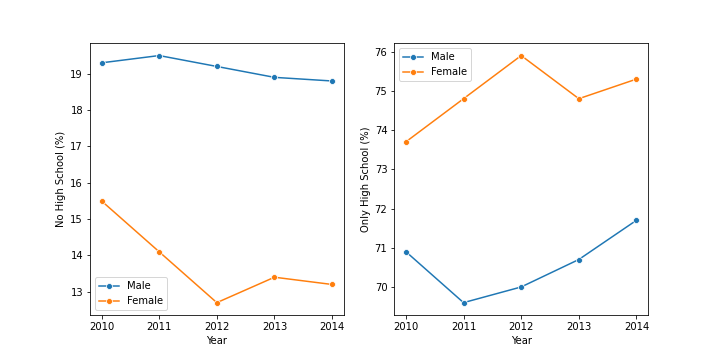 No High School (%)
19
18
17
16
15
14
13
2010 2011 2012 2013 2014
Year
Male
Female
Only High School (%)
76
75
74
73
72
71
70
2010 2011 2012 2013 2014
Year
Male
Female